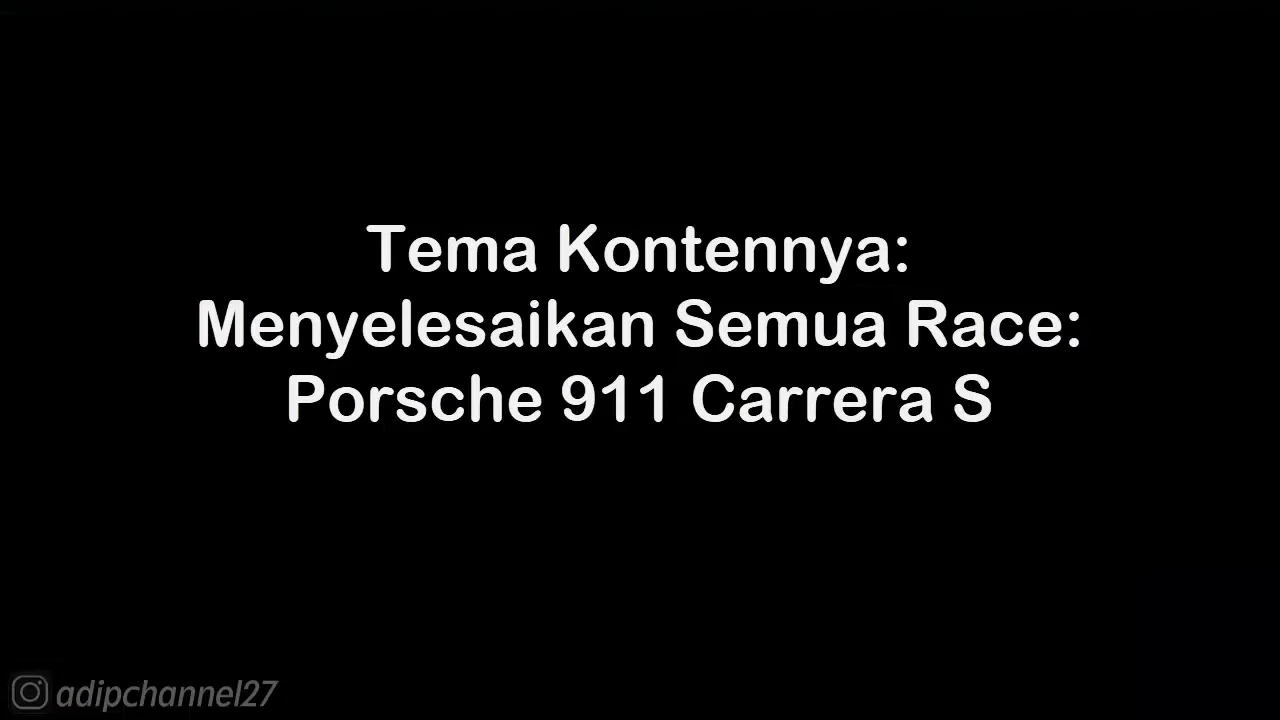 Tema Kontennya:
Menyelesaikan Semua Race:
Porsche 911 Carrera S
adipchannel27